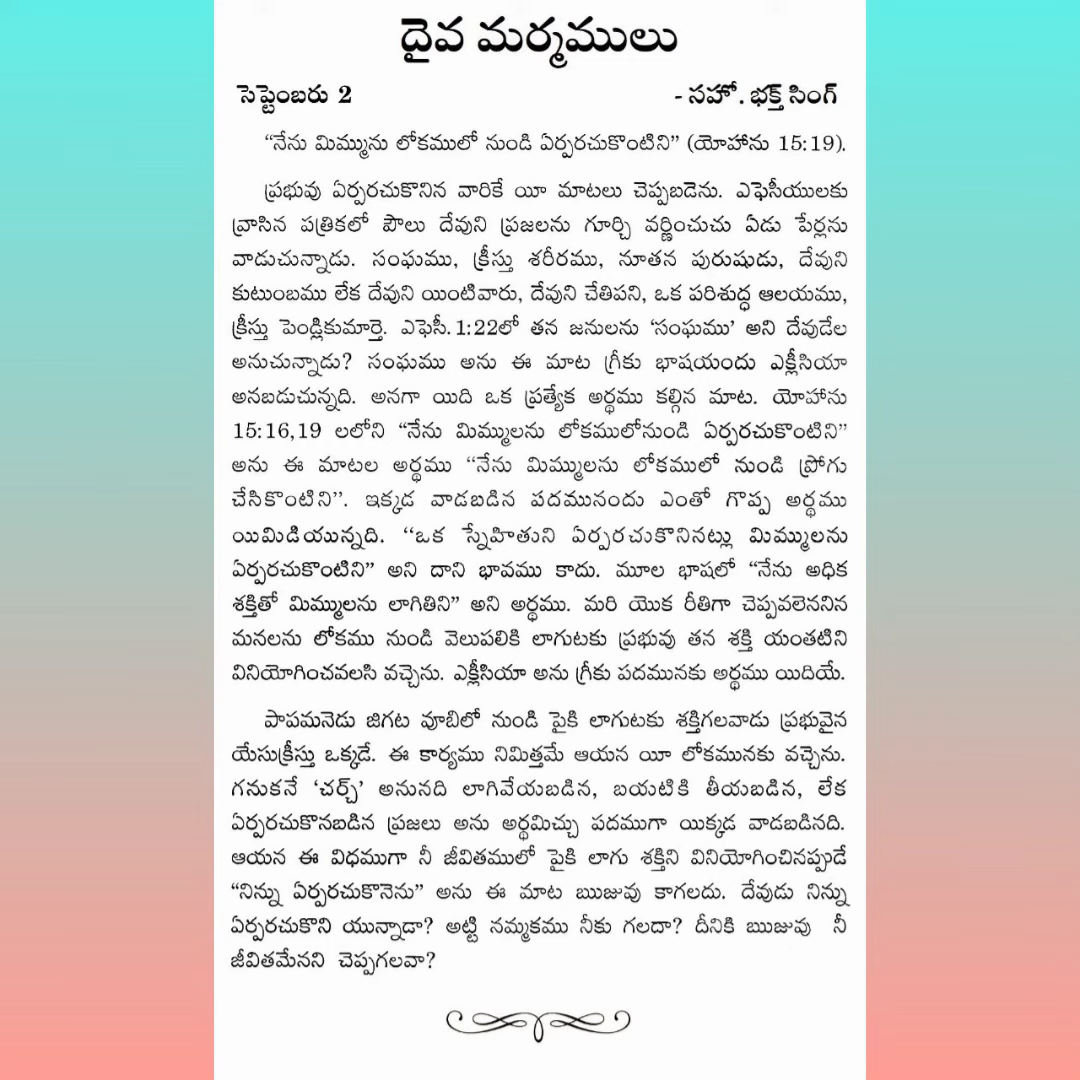 దైవ మర్మములు
సెప్టెంబరు 2
- సహో. భక్త్ సింగ్
“నేను మిమ్మును లోకములో నుండి ఏర్పరచుకొంటిని” (యోహాను 15:19).
ప్రభువు ఏర్పరచుకొనిన వారికే యీ మాటలు చెప్పబడెను. ఎఫెసీయులకు
వ్రాసిన పత్రికలో పౌలు దేవుని ప్రజలను గూర్చి వర్ణించుచు ఏడు పేర్లను
వాడుచున్నాడు. సంఘము, క్రీస్తు శరీరము, నూతన పురుషుడు, దేవుని
కుటుంబము లేక దేవుని యింటివారు, దేవుని చేతిపని, ఒక పరిశుద్ధ ఆలయము,
క్రీస్తు పెండ్లికుమార్తె. ఎఫెసీ. 1:22లో తన జనులను ‘సంఘము’ అని దేవుడేల
అనుచున్నాడు? సంఘము అను ఈ మాట గ్రీకు భాషయందు ఎక్లీసియా
అనబడుచున్నది. అనగా యిది ఒక ప్రత్యేక అర్థము కల్గిన మాట. యోహాను
15:16,19 లలోని “నేను మిమ్ములను లోకములోనుండి ఏర్పరచుకొంటిని”
అను ఈ మాటల అర్థము “నేను మిమ్ములను లోకములో నుండి ప్రోగు
చేసికొంటిని”. ఇక్కడ వాడబడిన పదమునందు ఎంతో గొప్ప అర్థము
యిమిడియున్నది. “ఒక స్నేహితుని ఏర్పరచుకొనినట్లు మిమ్ములను
ఏర్పరచుకొంటిని” అని దాని భావము కాదు. మూల భాషలో “నేను అధిక
శక్తితో మిమ్ములను లాగితిని” అని అర్థము. మరి యొక రీతిగా చెప్పవలెననిన
మనలను లోకము నుండి వెలుపలికి లాగుటకు ప్రభువు తన శక్తి యంతటిని
వినియోగించవలసి వచ్చెను. ఎక్లీసియా అను గ్రీకు పదమునకు అర్థము యిదియే.
పాపమనెడు జిగట వూబిలో నుండి పైకి లాగుటకు శక్తిగలవాడు ప్రభువైన
యేసుక్రీస్తు ఒక్కడే. ఈ కార్యము నిమిత్తమే ఆయన యీ లోకమునకు వచ్చెను.
గనుకనే ‘చర్చ్’ అనునది లాగివేయబడిన, బయటికి తీయబడిన, లేక
ఏర్పరచుకొనబడిన ప్రజలు అను అర్థమిచ్చు పదముగా యిక్కడ వాడబడినది.
ఆయన ఈ విధముగా నీ జీవితములో పైకి లాగు శక్తిని వినియోగించినప్పుడే
“నిన్ను ఏర్పరచుకొనెను” అను ఈ మాట ఋజువు కాగలదు. దేవుడు నిన్ను
ఏర్పరచుకొని యున్నాడా? అట్టి నమ్మకము నీకు గలదా? దీనికి ఋజువు నీ
జీవితమేనని చెప్పగలవా?